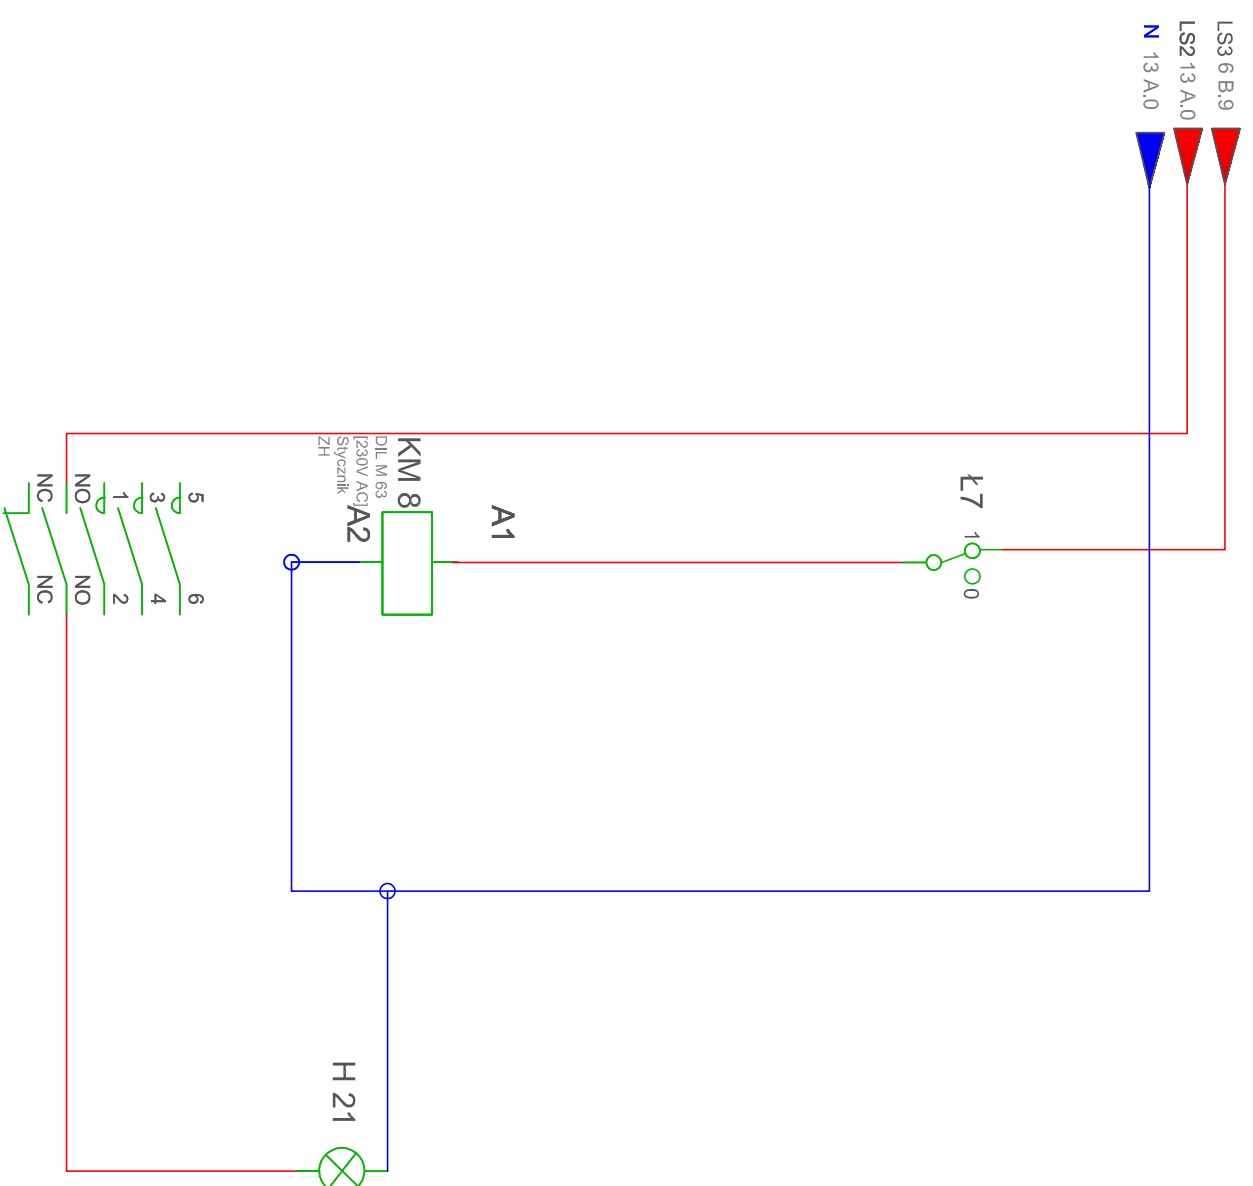 LS3 6 B.9
LS2 13 A.0
N 13 A.0
Ł7
1
0
A1
KM 8
DIL M 63
[230V AC]
Stycznik
ZH
A2
5 6
3 4
1 2
NO NO
NC NC
H 21